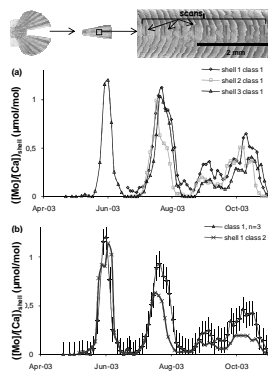 scans
2 mm
(a)
shell 1 class 1
shell 2 class 1
shell 3 class 1
([Mo]/[Ca])shell (µmol/mol)
1
0,5
0
Apr-03
Jun-03
Aug-03
Oct-03
(b)
class 1, n=3
shell 1 class 2
([Mo]/[Ca])shell (µmol/mol)
1
0,5
0
Apr-03
Jun-03
Aug-03
Oct-03